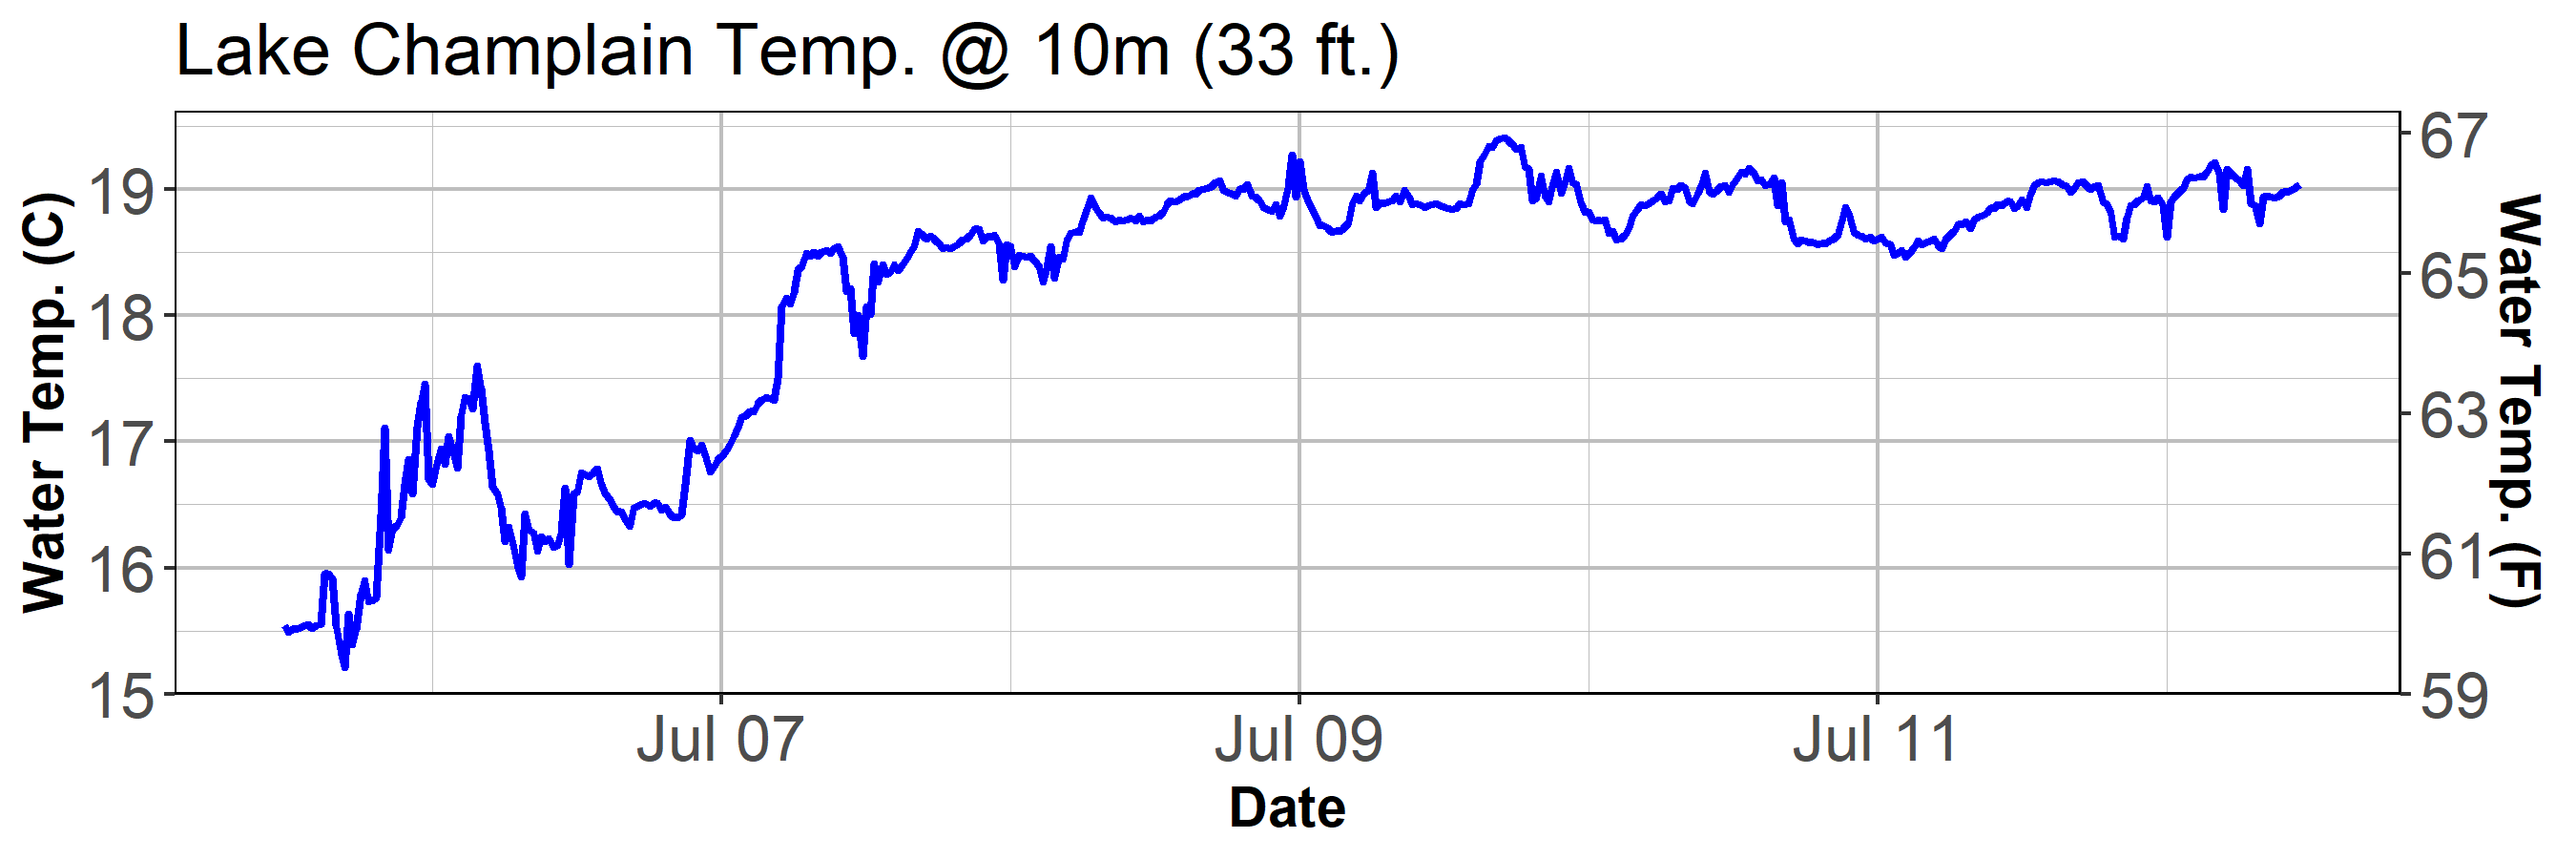 Lake Champlain Temp. @ 10m (33 ft.)
Water Temp. (C)
19
18
17
16
15
67
65
63
61
59
Water Temp. (F)
Jul 07
Jul 09
Jul 11
Date